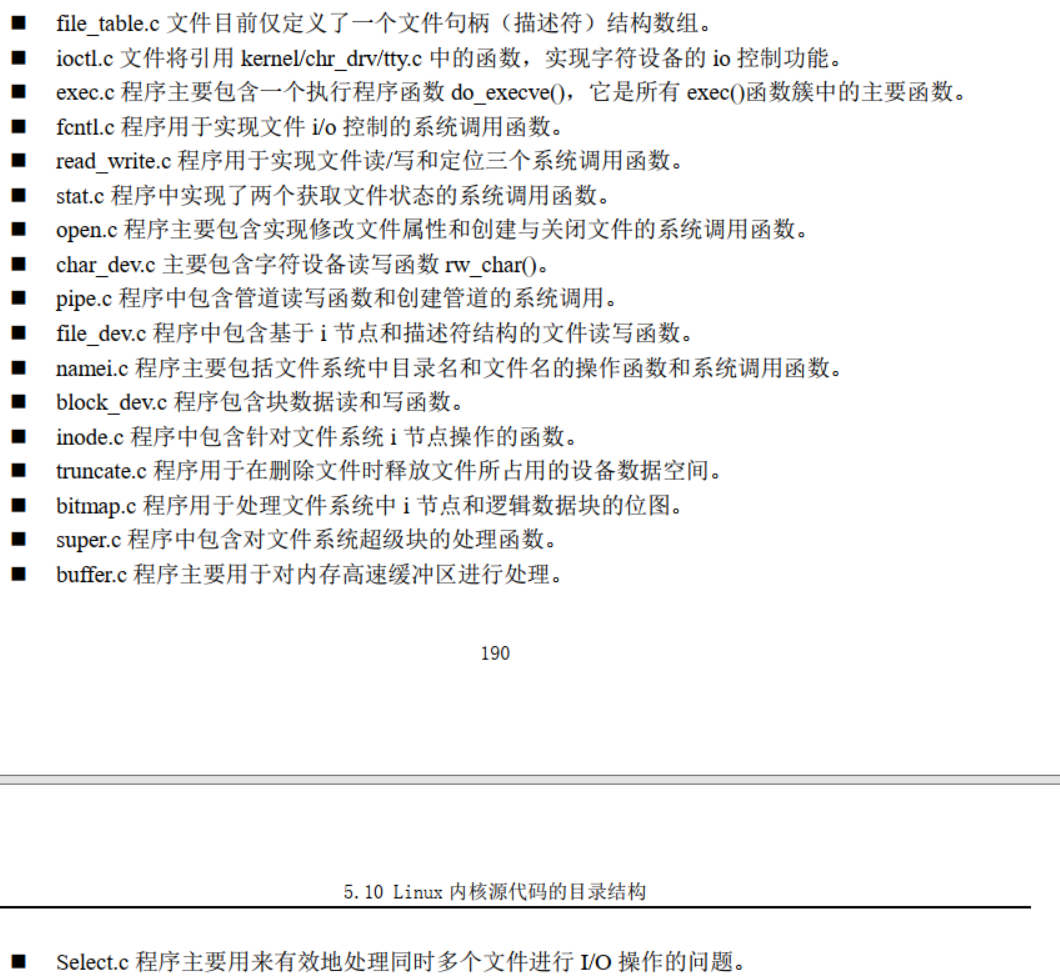 ■ file_table.c 文件目前仅定义了一个文件句柄（描述符）结构数组。
■ ioctl.c 文件将引用 kernel/chr_drv/tty.c 中的函数，实现字符设备的 io 控制功能。
■ exec.c 程序主要包含一个执行程序函数 do_execve()，它是所有 exec()函数簇中的主要函数。
■ fcntl.c 程序用于实现文件 i/o 控制的系统调用函数。
■ read_write.c 程序用于实现文件读/写和定位三个系统调用函数。
■ stat.c 程序中实现了两个获取文件状态的系统调用函数。
■ open.c 程序主要包含实现修改文件属性和创建与关闭文件的系统调用函数。
■ char_dev.c 主要包含字符设备读写函数 rw_char()。
■ pipe.c 程序中包含管道读写函数和创建管道的系统调用。
■ file_dev.c 程序中包含基于 i 节点和描述符结构的文件读写函数。
■ namei.c 程序主要包括文件系统中目录名和文件名的操作函数和系统调用函数。
■ block_dev.c 程序包含块数据读和写函数。
■ inode.c 程序中包含针对文件系统 i 节点操作的函数。
■ truncate.c 程序用于在删除文件时释放文件所占用的设备数据空间。
■ bitmap.c 程序用于处理文件系统中 i 节点和逻辑数据块的位图。
■ super.c 程序中包含对文件系统超级块的处理函数。
■ buffer.c 程序主要用于对内存高速缓冲区进行处理。
190
5.10 Linux 内核源代码的目录结构
■ Select.c 程序主要用来有效地处理同时多个文件进行 I/O 操作的问题。